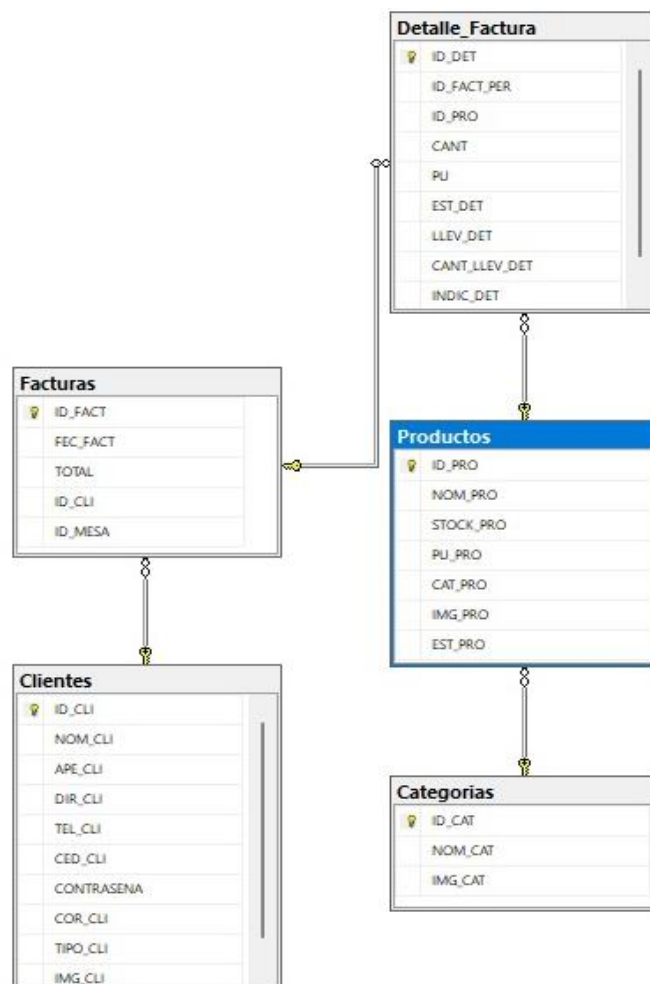 Detalle_Factura
ID_DET
ID_FACT_PER
ID_PRO
CANT
PU
EST_DET
LLEV_DET
CANT_LLEV_DET
INDIC_DET
Facturas
ID_FACT
FEC_FACT
TOTAL
ID_CLI
ID_MESA
Productos
ID_PRO
NOM_PRO
STOCK_PRO
PU_PRO
CAT_PRO
IMG_PRO
EST_PRO
Clientes
ID_CLI
NOM_CLI
APE_CLI
DIR_CLI
TEL_CLI
CED_CLI
CONTRASENA
COR_CLI
TIPO_CLI
IMG_CLI
Categorias
ID_CAT
NOM_CAT
IMG_CAT